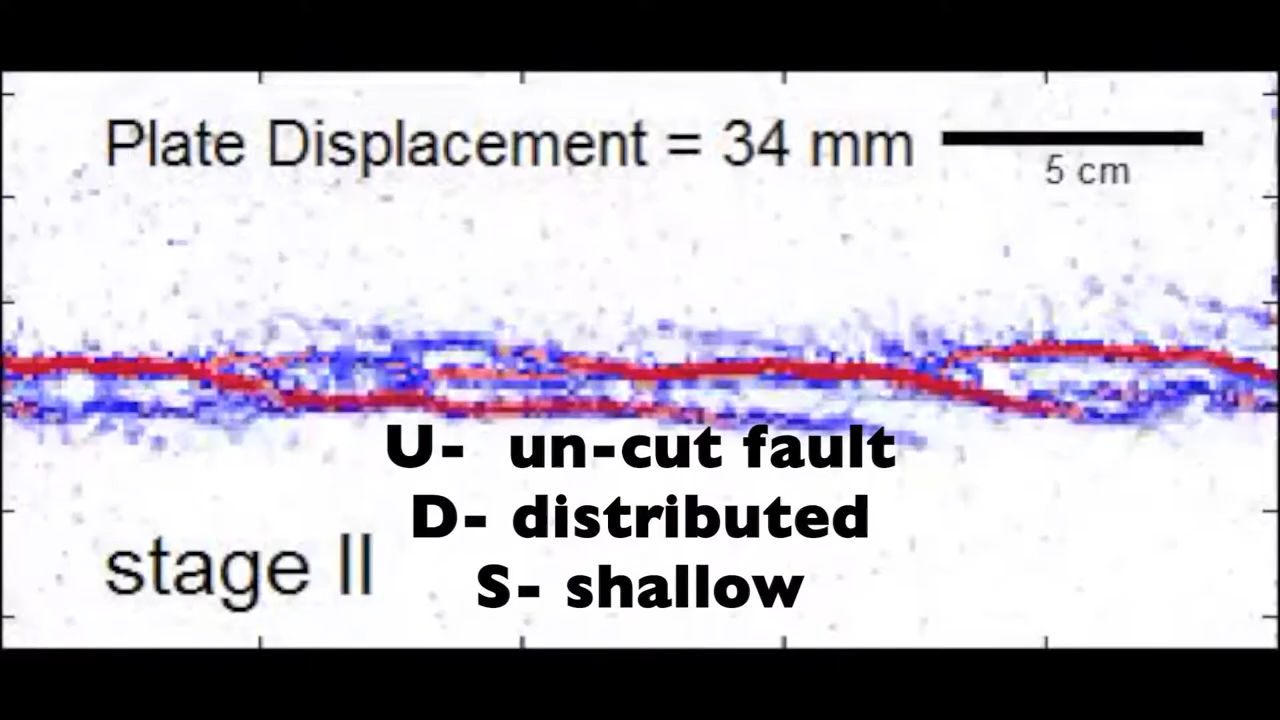 Plate Displacement = 34 mm
5 cm
U- un-cut fault
D- distributed
S- shallow
stage II